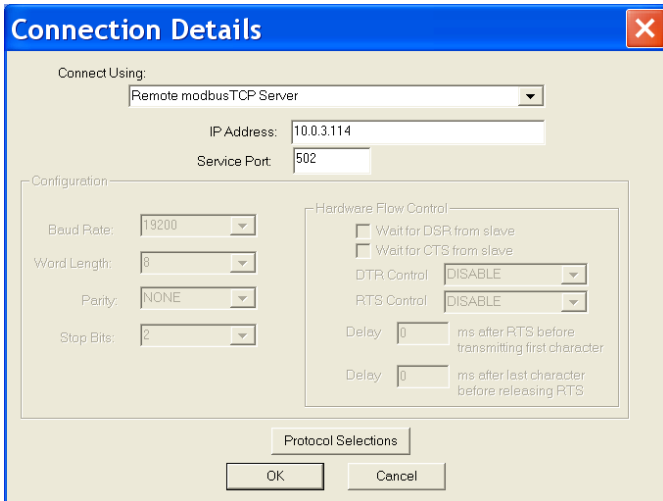 Connection Details
Connect Using:
Remote modbusTCP Server
IP Address: 10.0.3.114
Service Port: 502
Configuration
Baud Rate: 19200
Word Length: 8
Parity: NONE
Stop Bits: 2
Hardware Flow Control
Wait for DSR from slave
Wait for CTS from slave
DTR Control DISABLE
RTS Control DISABLE
Delay 0 ms after RTS before
transmitting first character
Delay 0 ms after last character
before releasing RTS
Protocol Selections
OK Cancel